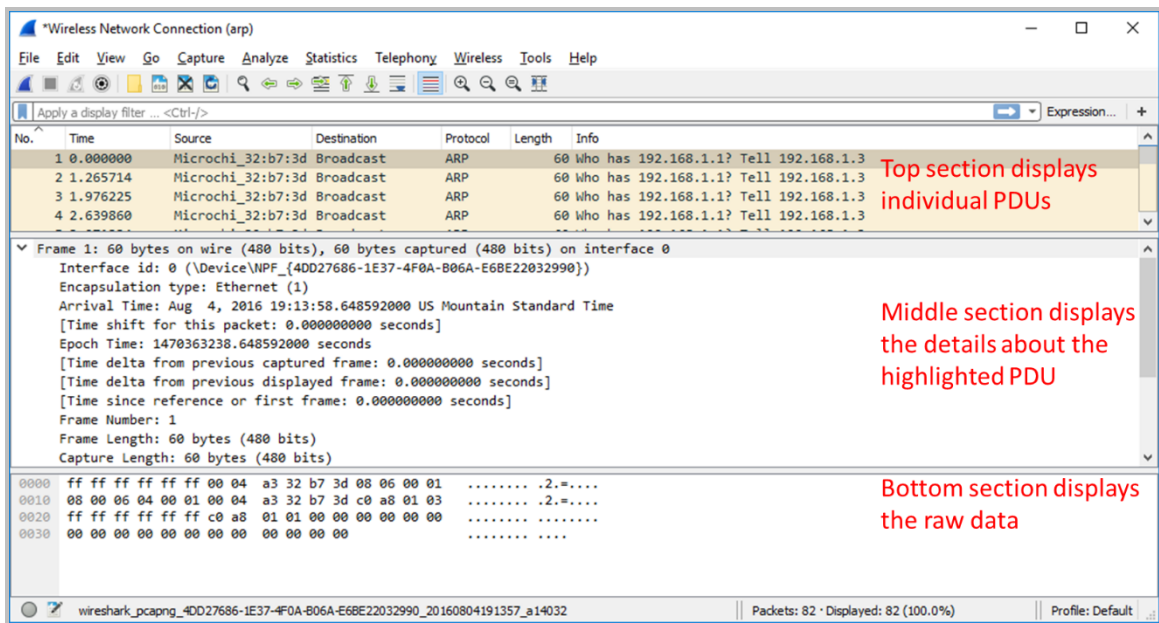 *Wireless Network Connection (arp)
File Edit View Go Capture Analyze Statistics Telephony Wireless Tools Help
Apply a display filter ... <Ctrl-/> Expression... +
No. Time Source Destination Protocol Length Info
1 0.000000 Microchi_32:b7:3d Broadcast ARP 60 Who has 192.168.1.1? Tell 192.168.1.3
2 1.265714 Microchi_32:b7:3d Broadcast ARP 60 Who has 192.168.1.1? Tell 192.168.1.3
3 1.976225 Microchi_32:b7:3d Broadcast ARP 60 Who has 192.168.1.1? Tell 192.168.1.3
4 2.639860 Microchi_32:b7:3d Broadcast ARP 60 Who has 192.168.1.1? Tell 192.168.1.3
Top section displays
individual PDUs
Frame 1: 60 bytes on wire (480 bits), 60 bytes captured (480 bits) on interface 0
Interface id: 0 (\Device\NPF_{4DD27686-1E37-4F0A-B06A-E6BE22032990})
Encapsulation type: Ethernet (1)
Arrival Time: Aug  4, 2016 19:13:58.648592000 US Mountain Standard Time
[Time shift for this packet: 0.000000000 seconds]
Epoch Time: 1470363238.648592000 seconds
[Time delta from previous captured frame: 0.000000000 seconds]
[Time delta from previous displayed frame: 0.000000000 seconds]
[Time since reference or first frame: 0.000000000 seconds]
Frame Number: 1
Frame Length: 60 bytes (480 bits)
Capture Length: 60 bytes (480 bits)
Middle section displays
the details about the
highlighted PDU
0000 ff ff ff ff ff ff 00 04 a3 32 b7 3d 08 06 00 01 ........ .2.=....
0010 08 00 06 04 00 01 00 04 a3 32 b7 3d c0 a8 01 03 ........ .2.=....
0020 ff ff ff ff ff ff c0 a8 01 01 00 00 00 00 00 00 ........ ........
0030 00 00 00 00 00 00 00 00 00 00 00 00 ........ ....
Bottom section displays
the raw data
wireshark_pcapng_4DD27686-1E37-4F0A-B06A-E6BE22032990_20160804191357_a14032 Packets: 82 · Displayed: 82 (100.0%) Profile: Default